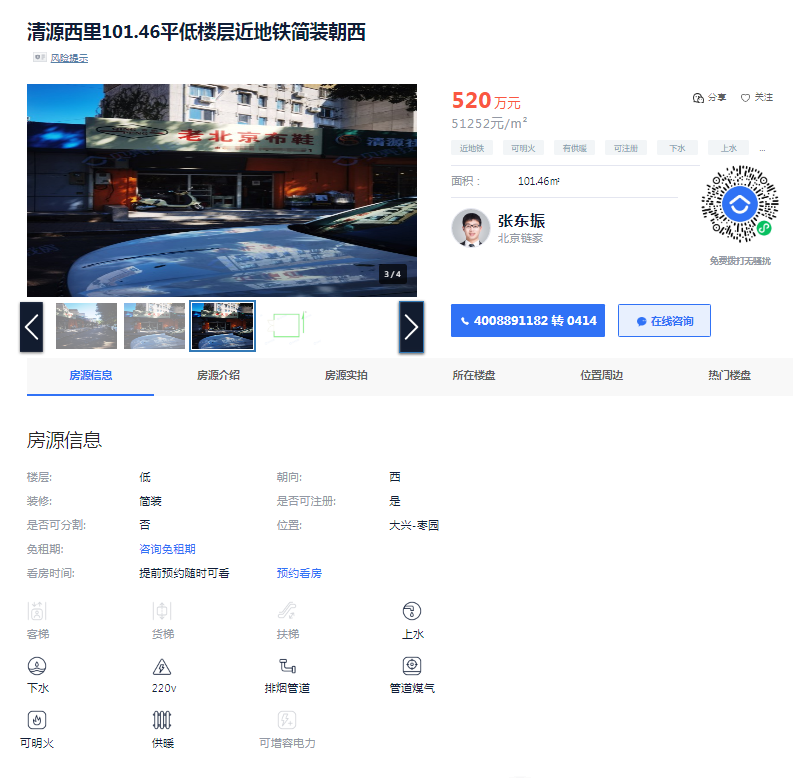 清源西里101.46平低楼层近地铁简装朝西
风险提示
老北京布鞋
3/4
520 万元
分享 关注
51252元/m²
近地铁 可明火 有供暖 可注册 下水 上水 ...
面积： 101.46㎡
张东振
北京链家
免费拨打无骚扰
4008891182 转 0414 在线咨询
房源信息 房源介绍 房源实拍 所在楼盘 位置周边 热门楼盘
房源信息
楼层: 低 朝向: 西
装修: 简装 是否可注册: 是
是否可分割: 否 位置: 大兴-枣园
免租期: 咨询免租期
看房时间: 提前预约随时可看 预约看房
客梯 货梯 扶梯 上水
下水 220v 排烟管道 管道煤气
可明火 供暖 可增容电力